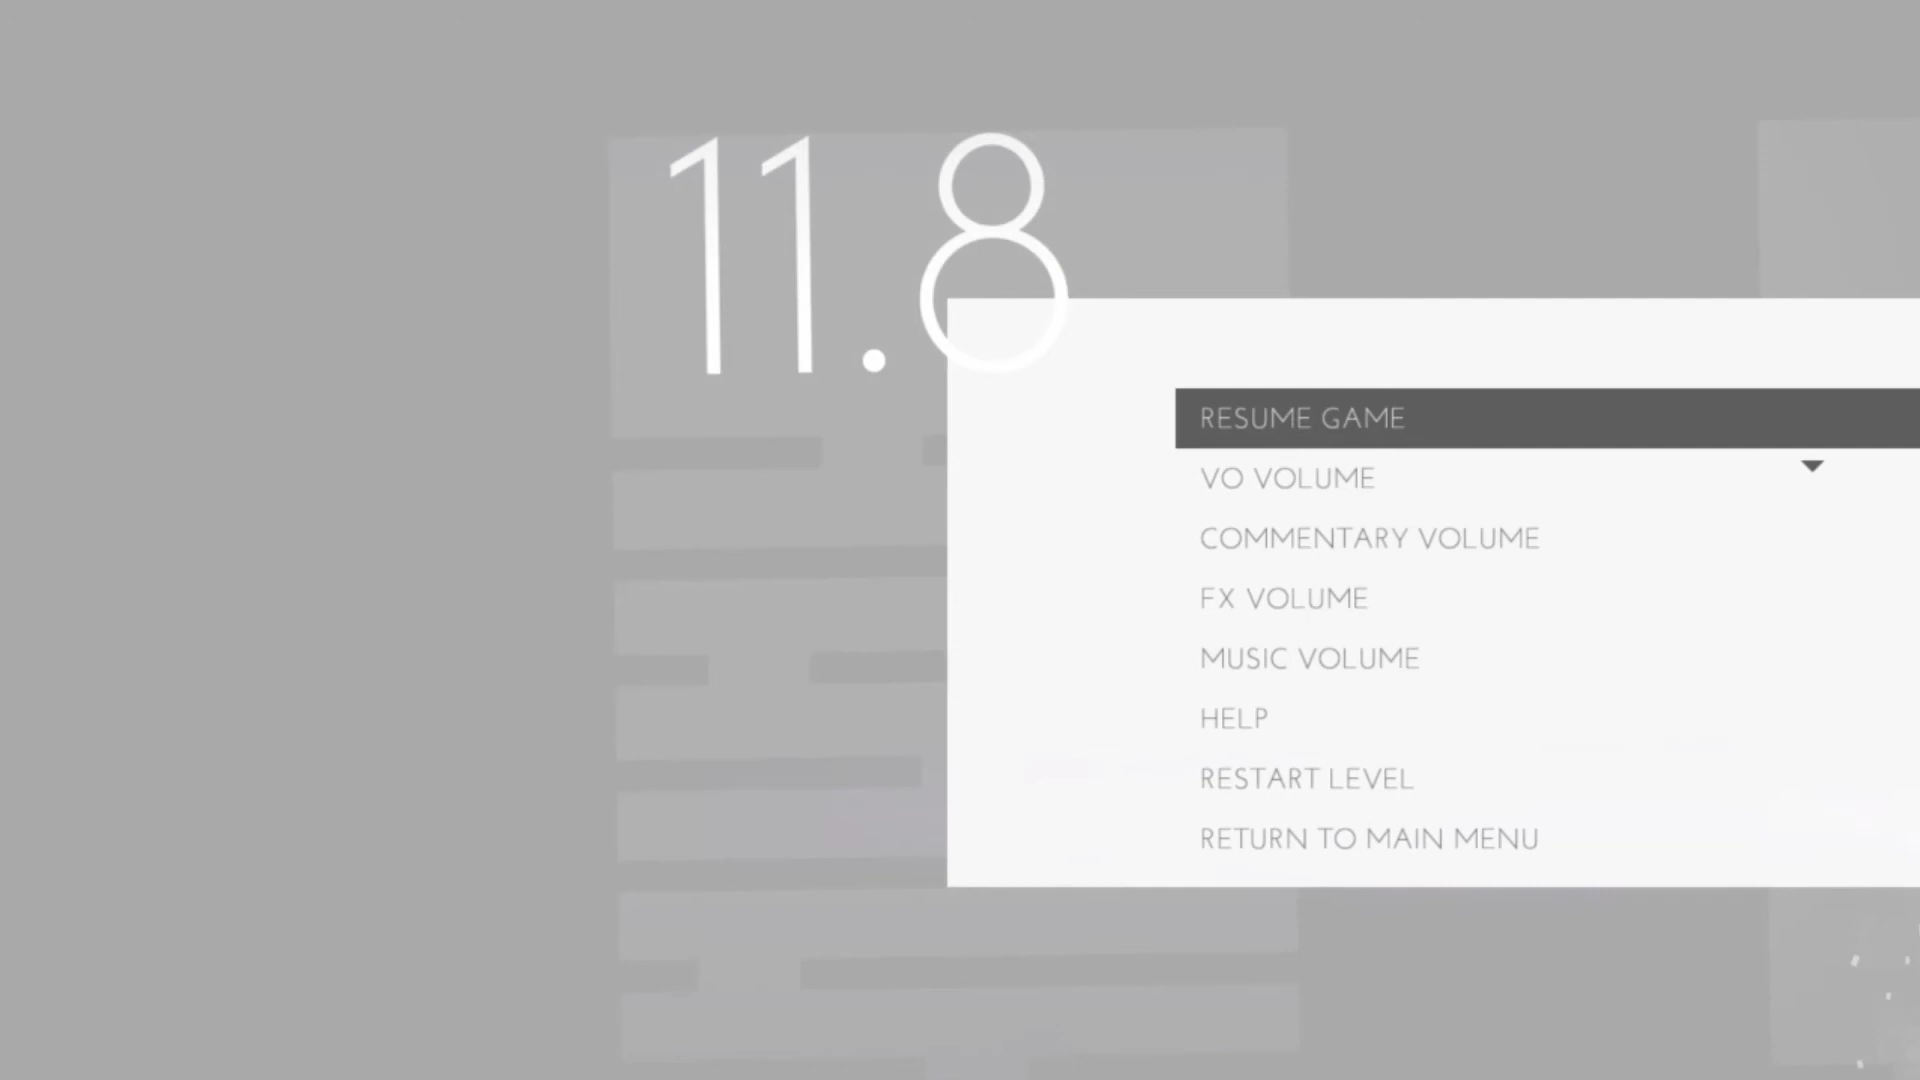 11.8
RESUME GAME
VO VOLUME
COMMENTARY VOLUME
FX VOLUME
MUSIC VOLUME
HELP
RESTART LEVEL
RETURN TO MAIN MENU